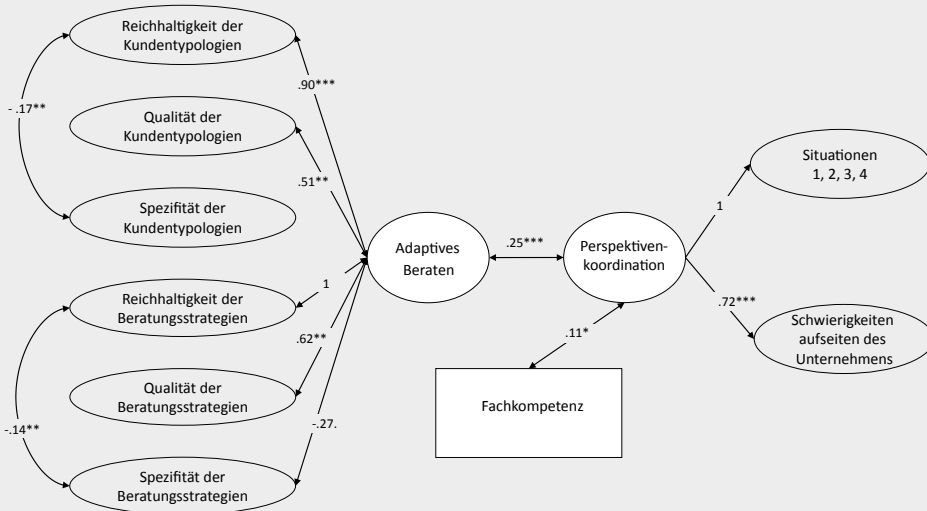 Reichhaltigkeit der
Kundentypologien
.90***
- .17**
Qualität der
Kundentypologien
.51**
Spezifität der
Kundentypologien
Situationen
1, 2, 3, 4
1
Adaptives
Beraten
.25***
Perspektiven-
koordination
Reichhaltigkeit der
Beratungsstrategien
1
.72***
Schwierigkeiten
aufseiten des
Unternehmens
.62**
.11*
Qualität der
Beratungsstrategien
Fachkompetenz
-.14**
-.27.
Spezifität der
Beratungsstrategien